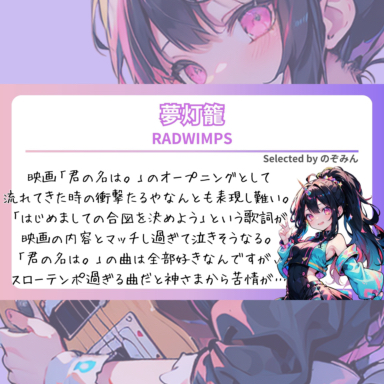 夢灯籠
RADWIMPS
Selected by のぞみん
映画「君の名は。」のオープニングとして
流れてきた時の衝撃たるやなんとも表現し難い。
「はじめましての合図を決めよう」という歌詞が
映画の内容とマッチし過ぎて泣きそうなる。
「君の名は。」の曲は全部好きなんですが、
スローテンポ過ぎる曲だと神さまから苦情が…